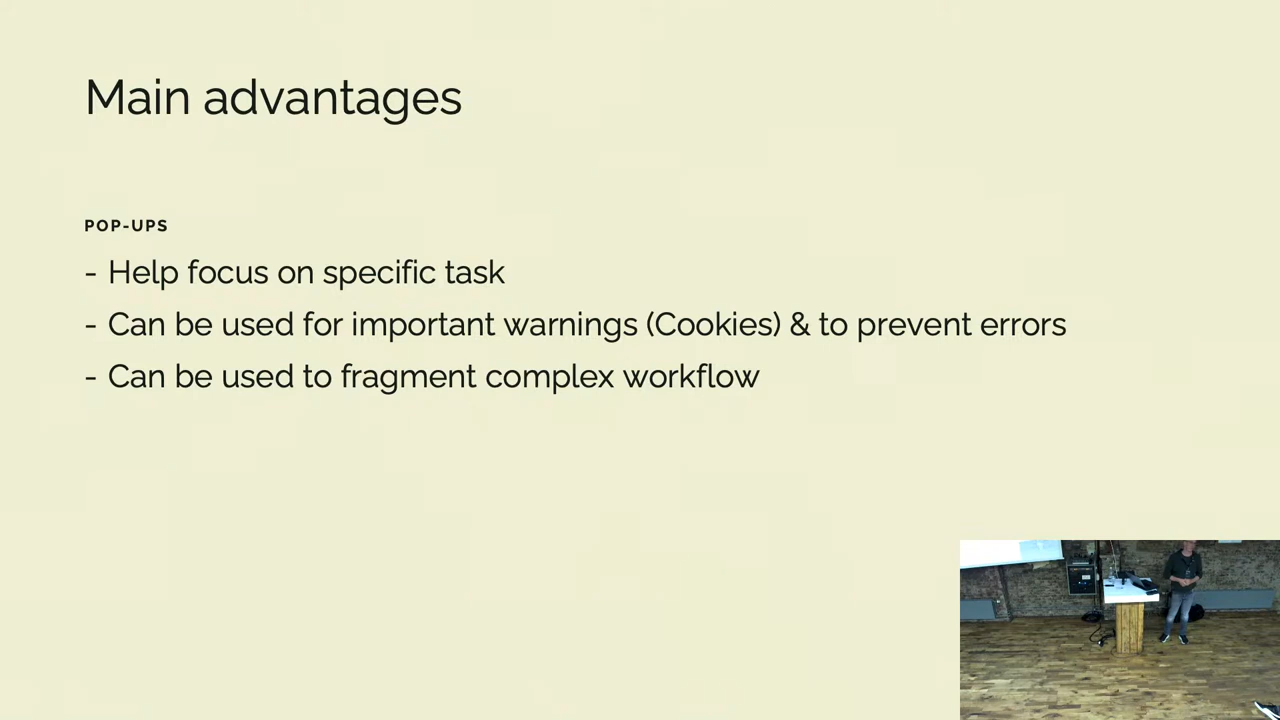 Main advantages
POP-UPS
- Help focus on specific task
- Can be used for important warnings (Cookies) & to prevent errors
- Can be used to fragment complex workflow